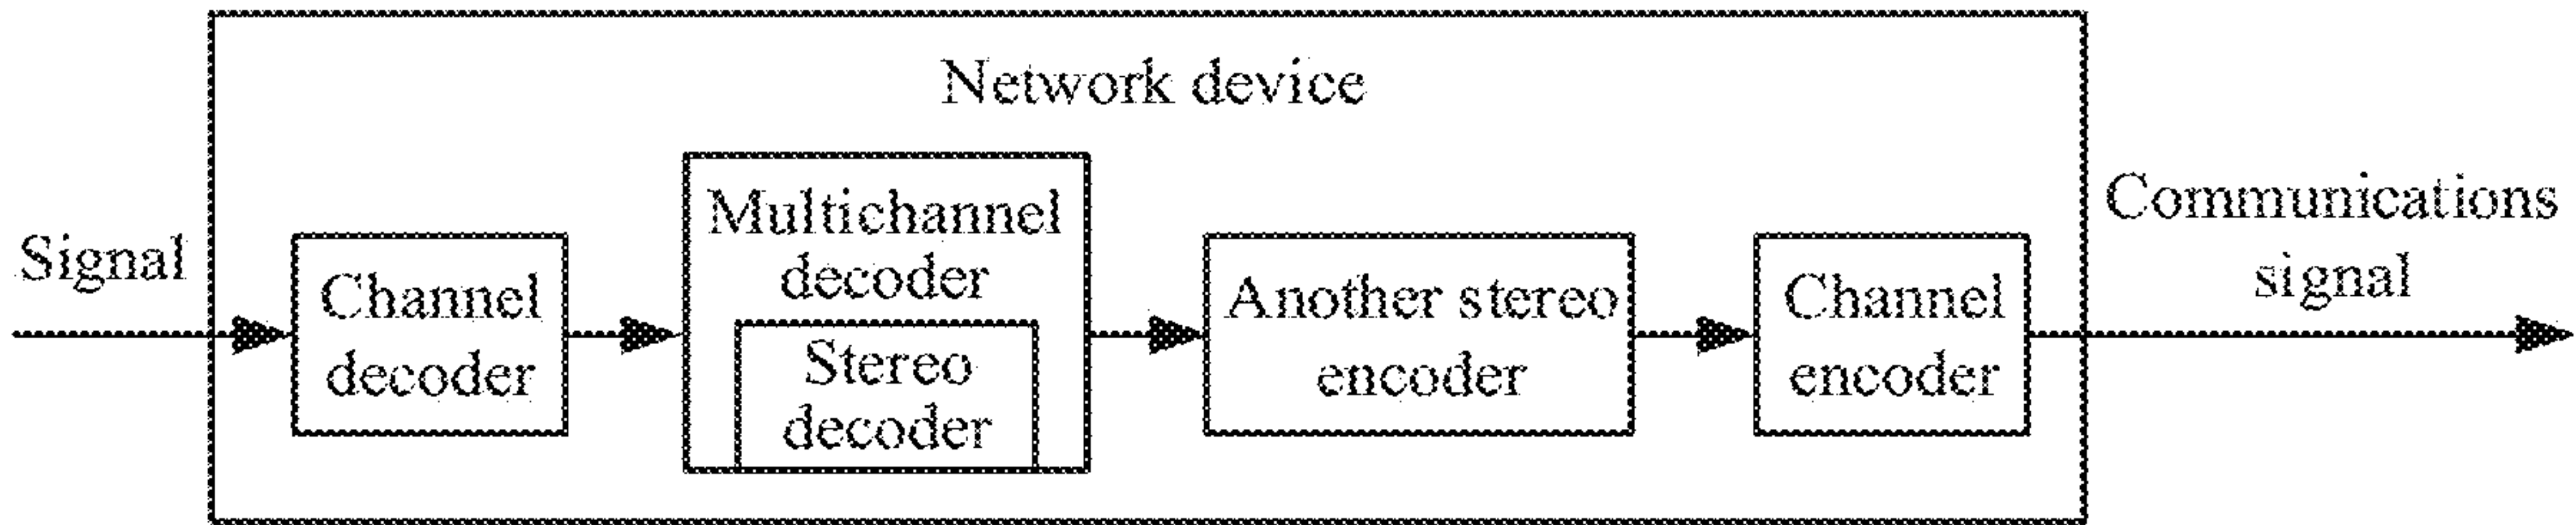 Network device
Signal
Channel
decoder
Multichannel
decoder
Stereo
decoder
Another stereo
encoder
Channel
encoder
Communications
signal